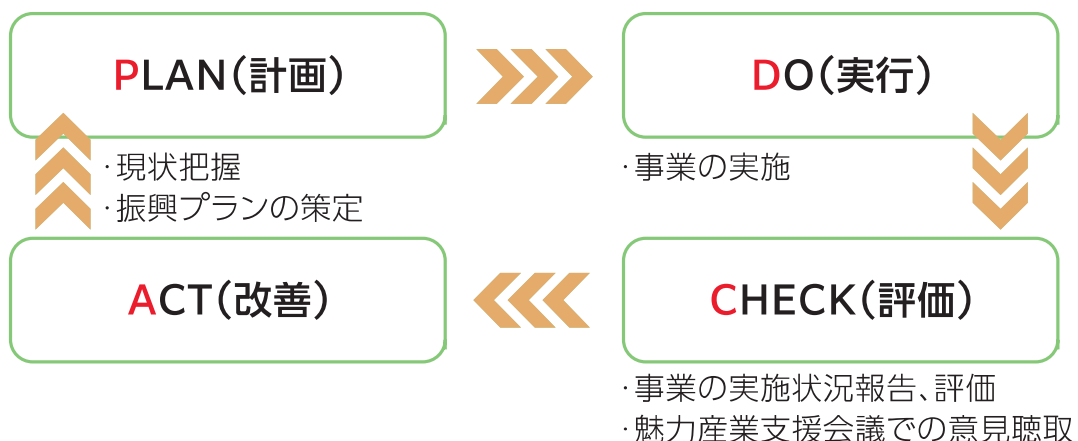 PLAN（計画）
・現状把握
・振興プランの策定
DO（実行）
・事業の実施
ACT（改善）
CHECK（評価）
・事業の実施状況報告、評価
・魅力産業支援会議での意見聴取